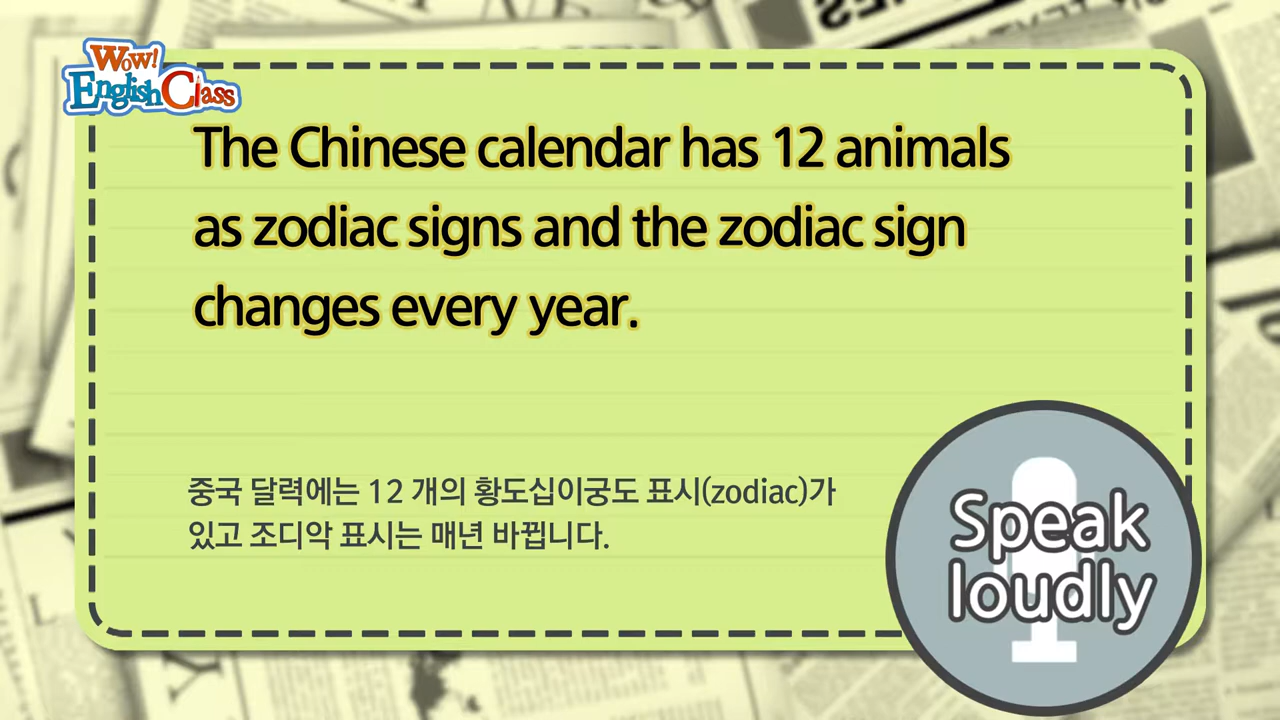 Wow!
English Class
The Chinese calendar has 12 animals
as zodiac signs and the zodiac sign
changes every year.
중국 달력에는 12 개의 황도십이궁도 표시(zodiac)가
있고 조디악 표시는 매년 바뀝니다.
Speak
loudly